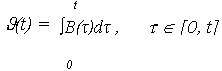 t
ϑ(t) = ∫B(τ)dτ , τ ∈ [0, t]
0